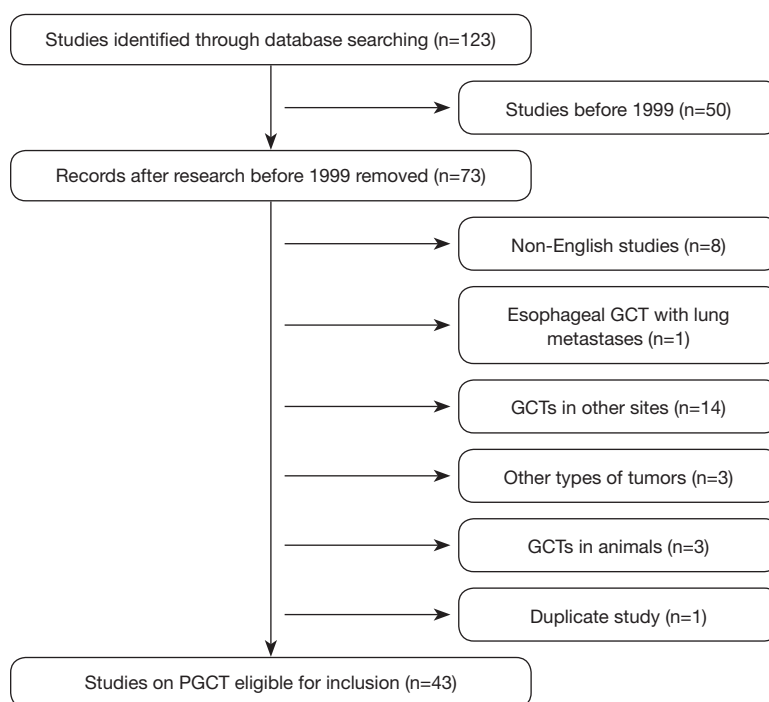 Studies identified through database searching (n=123)
Studies before 1999 (n=50)
Records after research before 1999 removed (n=73)
Non-English studies (n=8)
Esophageal GCT with lung
metastases (n=1)
GCTs in other sites (n=14)
Other types of tumors (n=3)
GCTs in animals (n=3)
Duplicate study (n=1)
Studies on PGCT eligible for inclusion (n=43)